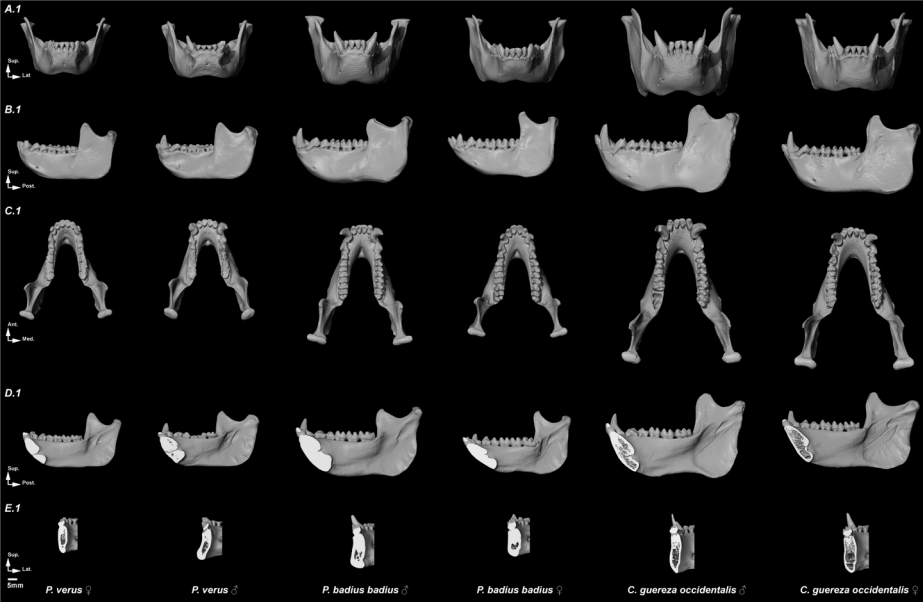 A.1
Sup.
Lat
B.1
Sup.
Post.
C.1
Ant.
Med.
D.1
Sup.
Post.
E.1
Sup.
Lat.
5mm
P. verus ♀ P. verus ♂ P. badius badius ♂ P. badius badius ♀ C. guereza occidentalis ♂ C. guereza occidentalis ♀